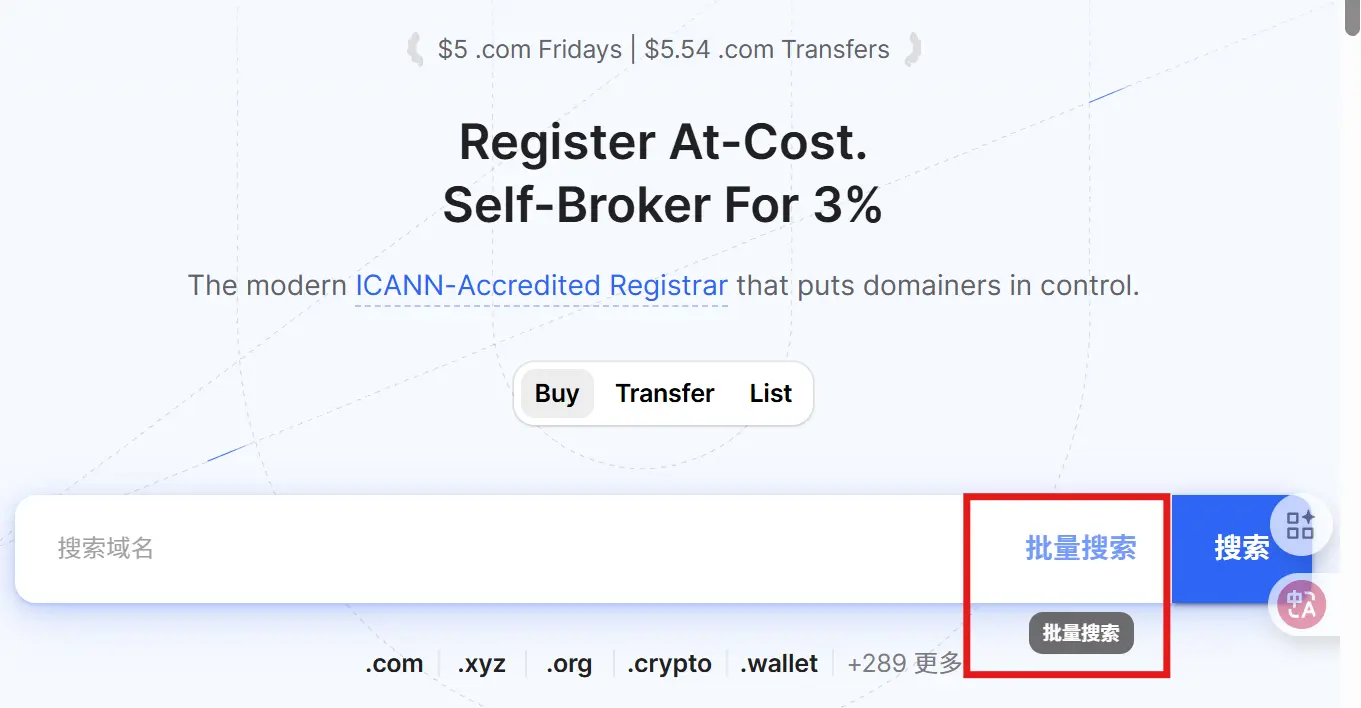 $5 .com Fridays | $5.54 .com Transfers
Register At-Cost.
Self-Broker For 3%
The modern ICANN-Accredited Registrar that puts domainers in control.
Buy Transfer List
搜索域名 批量搜索 搜索
中A
批量搜索
.com .xyz .org .crypto .wallet +289 更多